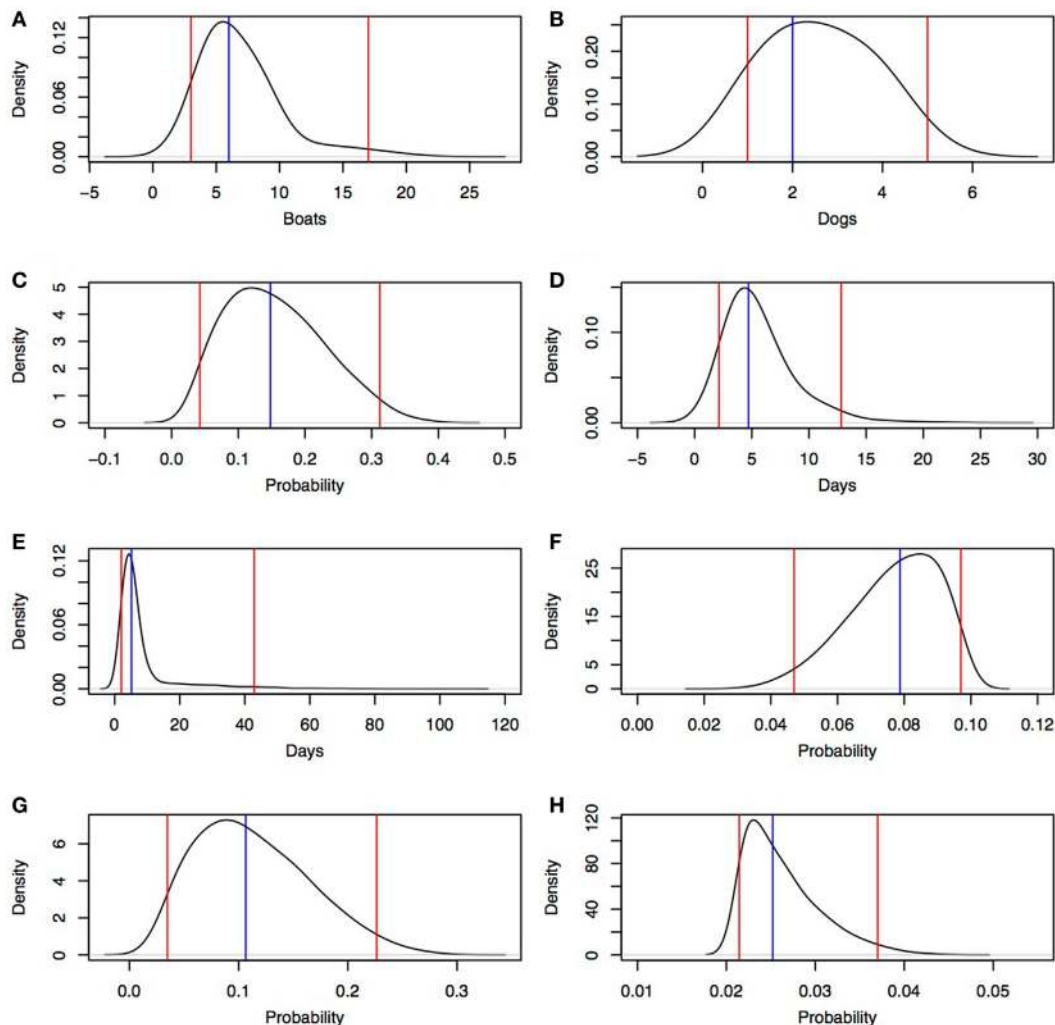 A
Density
0.00
0.06
0.12
−5 0 5 10 15 20 25
Boats
B
Density
0.00
0.10
0.20
0 2 4 6
Dogs
C
Density
0 1 2 3 4 5
−0.1 0.0 0.1 0.2 0.3 0.4 0.5
Probability
D
Density
0.00
0.10
−5 0 5 10 15 20 25 30
Days
E
Density
0.00
0.06
0.12
0 20 40 60 80 100 120
Days
F
Density
0 5 15 25
0.00 0.02 0.04 0.06 0.08 0.10 0.12
Probability
G
Density
0 2 4 6
0.0 0.1 0.2 0.3
Probability
H
Density
0 40 80 120
0.01 0.02 0.03 0.04 0.05
Probability